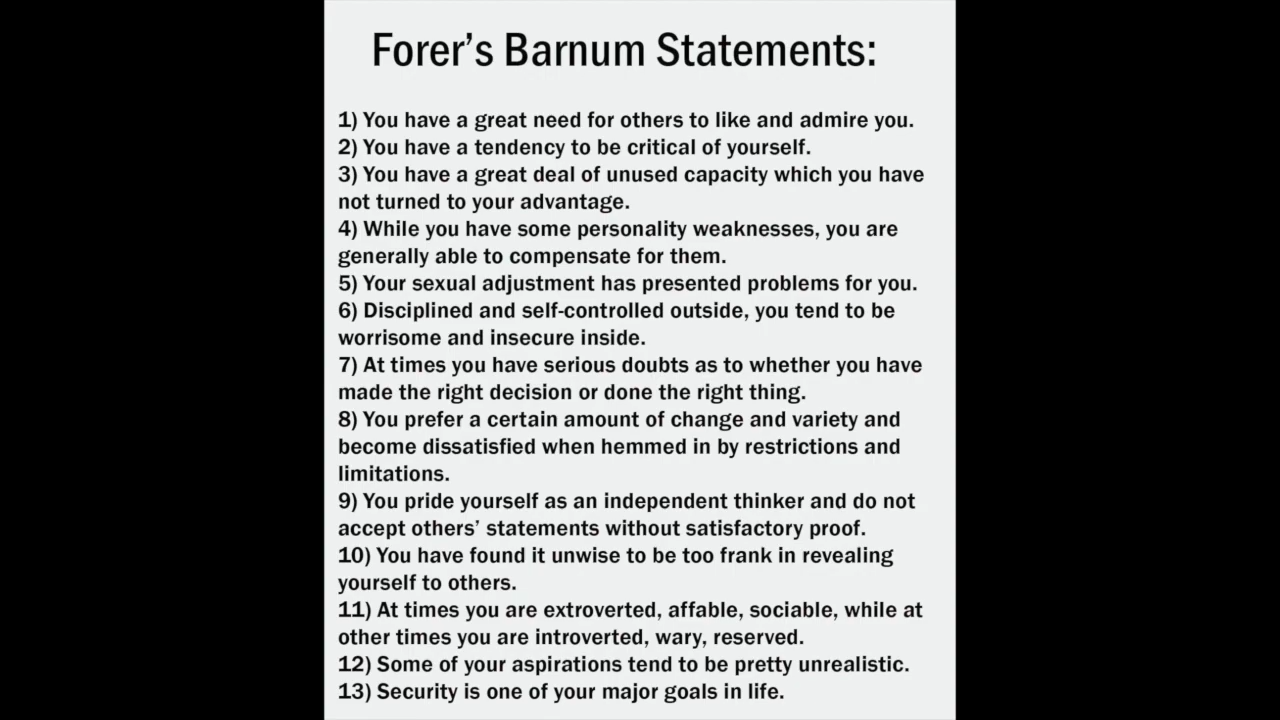 Forer’s Barnum Statements:
1) You have a great need for others to like and admire you.
2) You have a tendency to be critical of yourself.
3) You have a great deal of unused capacity which you have
not turned to your advantage.
4) While you have some personality weaknesses, you are
generally able to compensate for them.
5) Your sexual adjustment has presented problems for you.
6) Disciplined and self-controlled outside, you tend to be
worrisome and insecure inside.
7) At times you have serious doubts as to whether you have
made the right decision or done the right thing.
8) You prefer a certain amount of change and variety and
become dissatisfied when hemmed in by restrictions and
limitations.
9) You pride yourself as an independent thinker and do not
accept others’ statements without satisfactory proof.
10) You have found it unwise to be too frank in revealing
yourself to others.
11) At times you are extroverted, affable, sociable, while at
other times you are introverted, wary, reserved.
12) Some of your aspirations tend to be pretty unrealistic.
13) Security is one of your major goals in life.